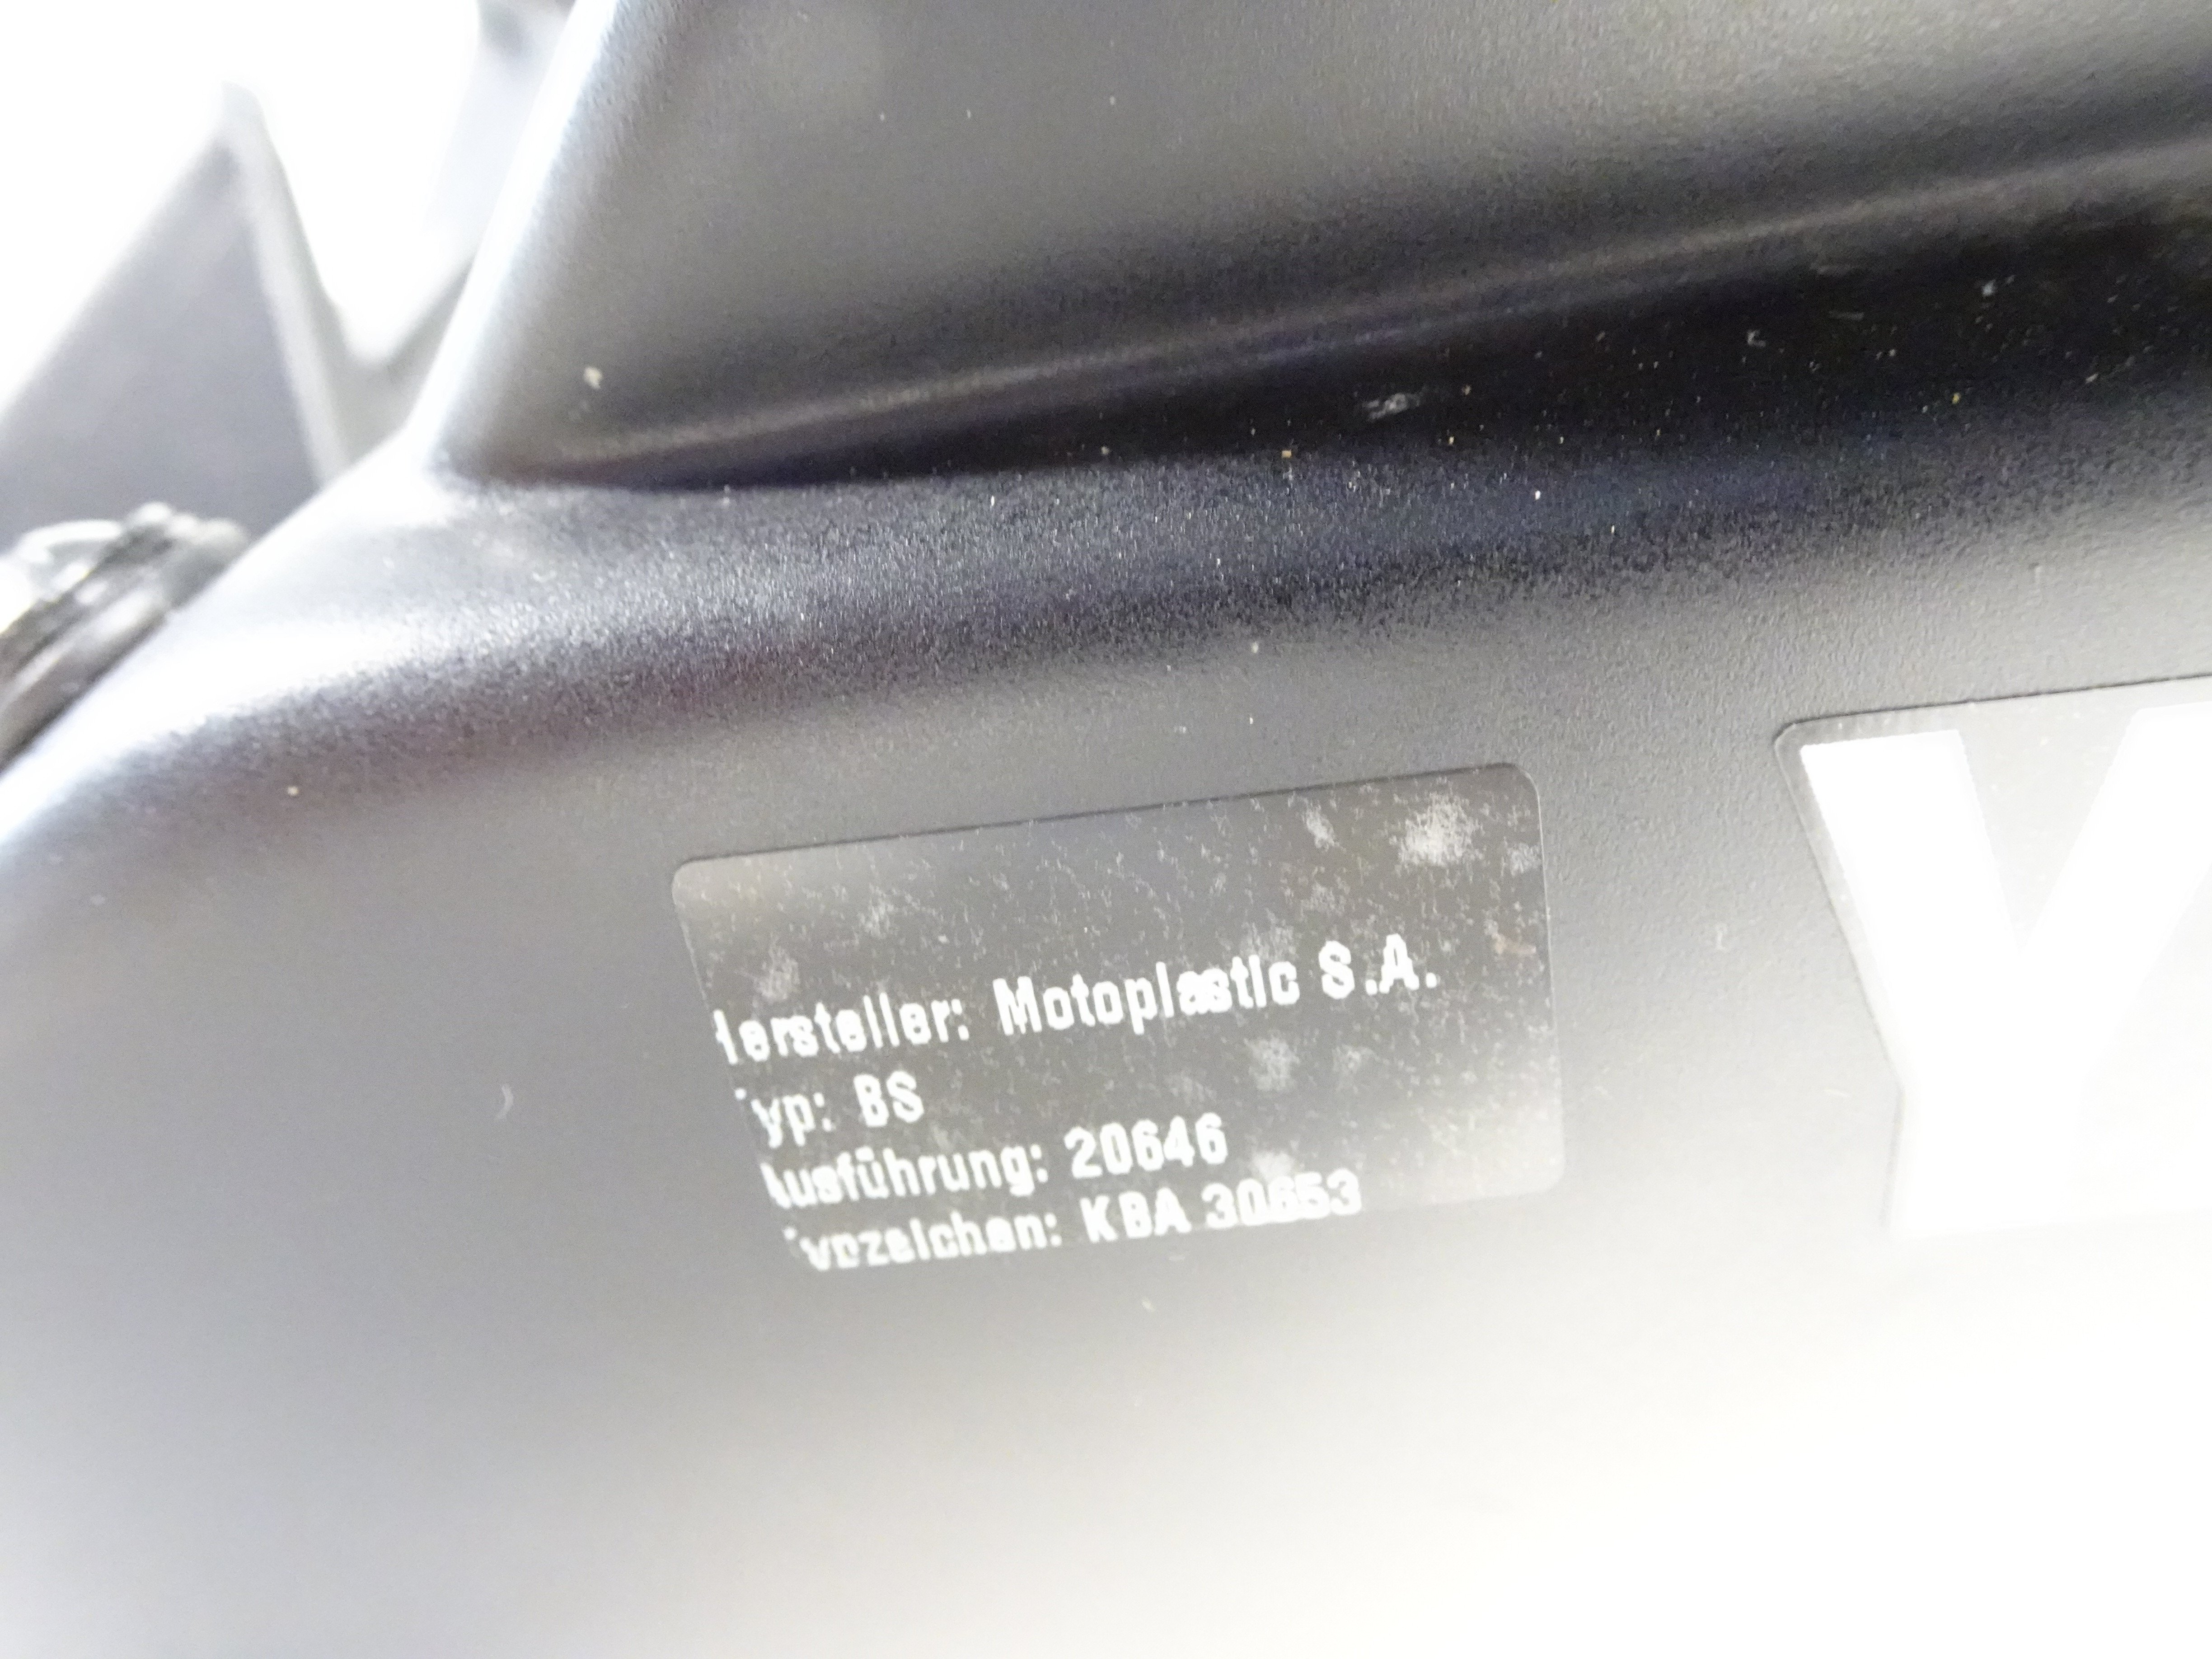 Hersteller: Motoplastic S.A.
Typ: BS
Ausführung: 20646
Typzeichen: KBA 30653
Y